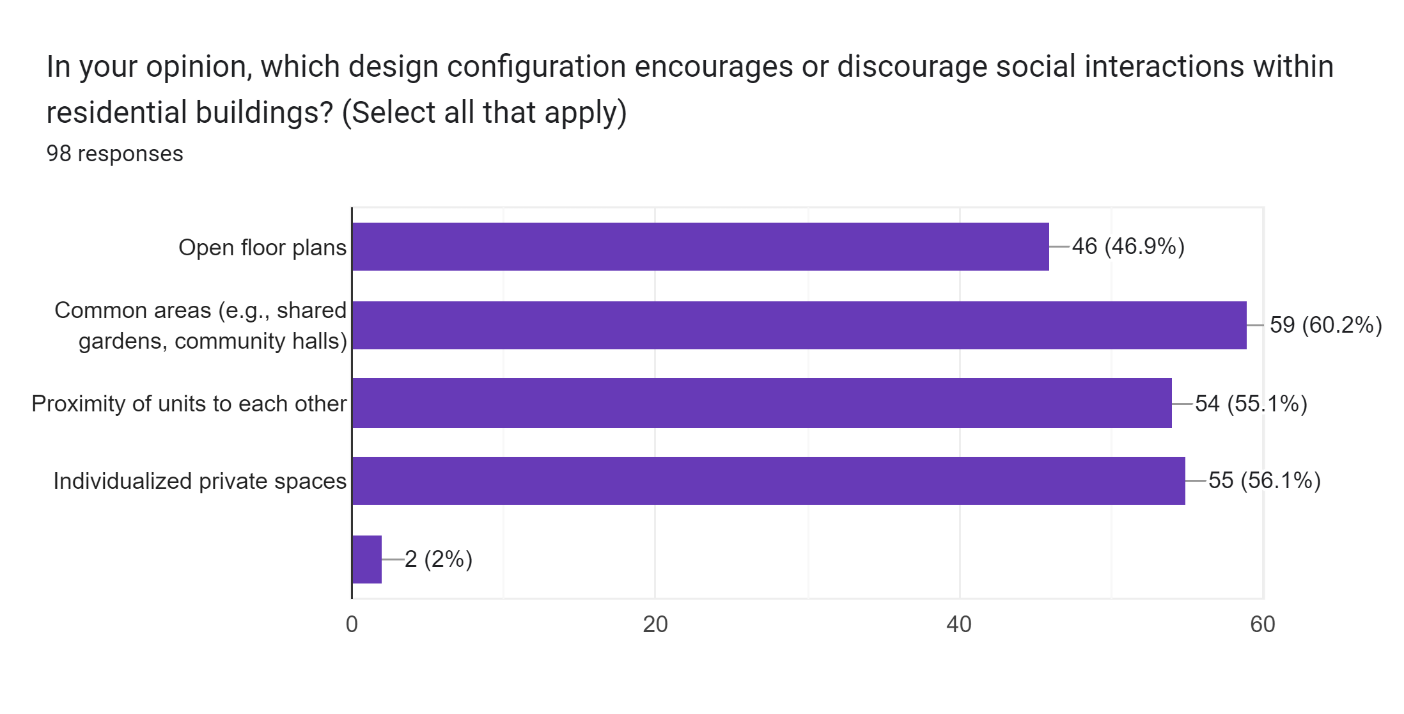 In your opinion, which design configuration encourages or discourage social interactions within
residential buildings? (Select all that apply)
98 responses
Open floor plans
46 (46.9%)
Common areas (e.g., shared
gardens, community halls)
59 (60.2%)
Proximity of units to each other
54 (55.1%)
Individualized private spaces
55 (56.1%)
2 (2%)
0
20
40
60